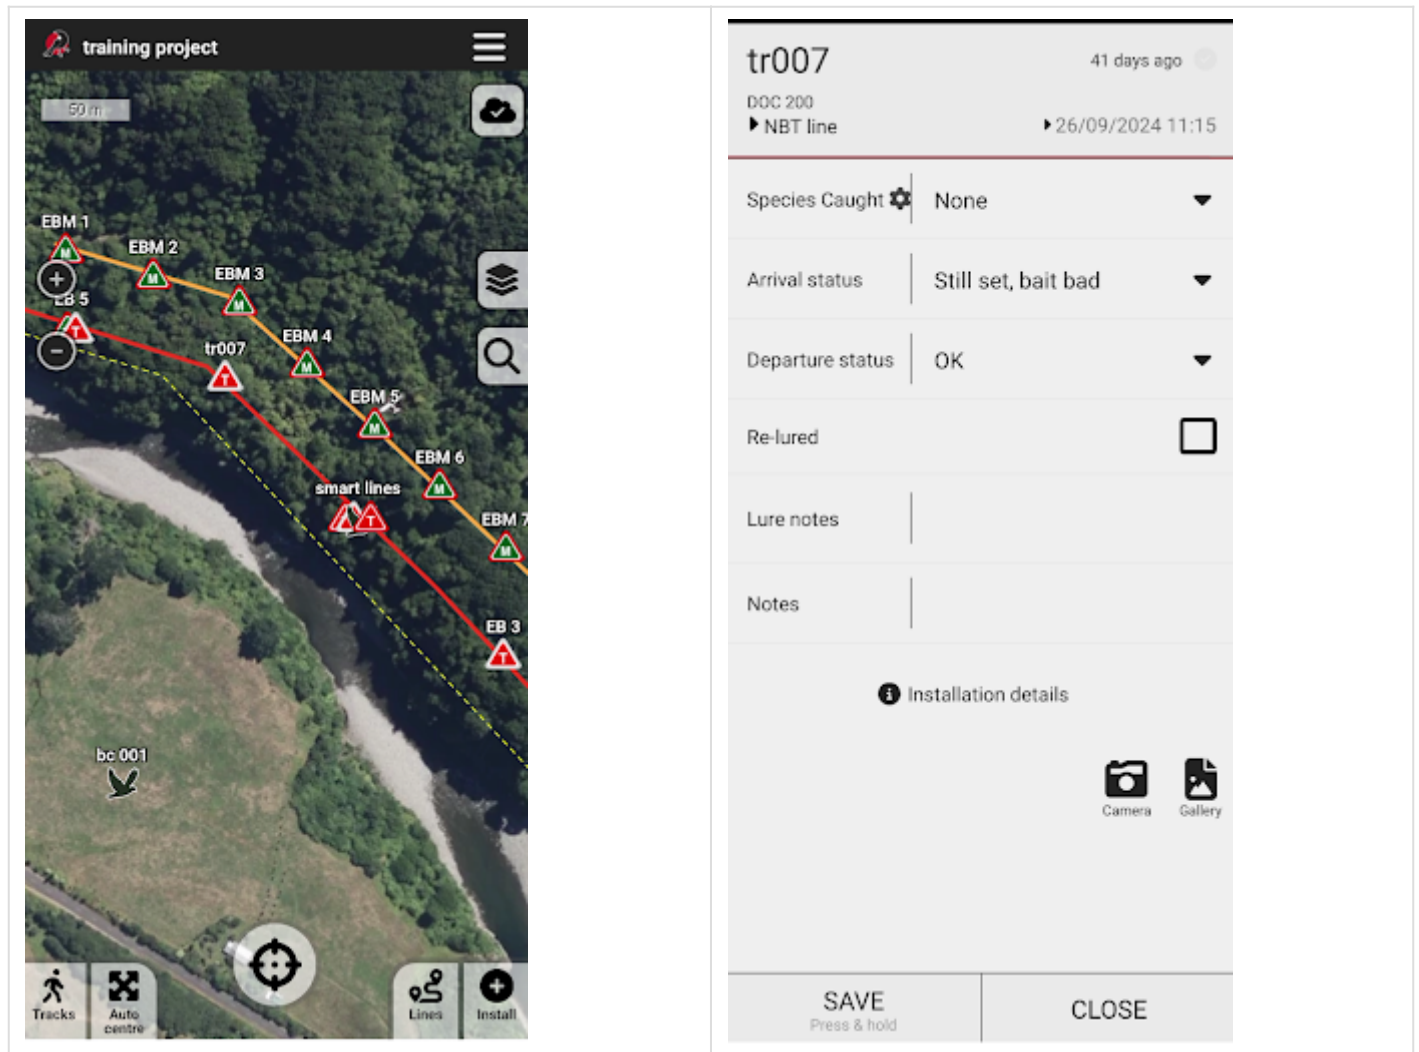 training project
50 m
EBM 1
EBM 2
EBM 3
EB 5
EBM 4
tr007
EBM 5
EBM 6
smart lines
EBM 7
EB 3
bc 001
Tracks
Auto
centre
Lines
Install
tr007
41 days ago
DOC 200
NBT line
26/09/2024 11:15
Species Caught
None
Arrival status
Still set, bait bad
Departure status
OK
Re-lured
Lure notes
Notes
Installation details
Camera
Gallery
SAVE
Press & hold
CLOSE